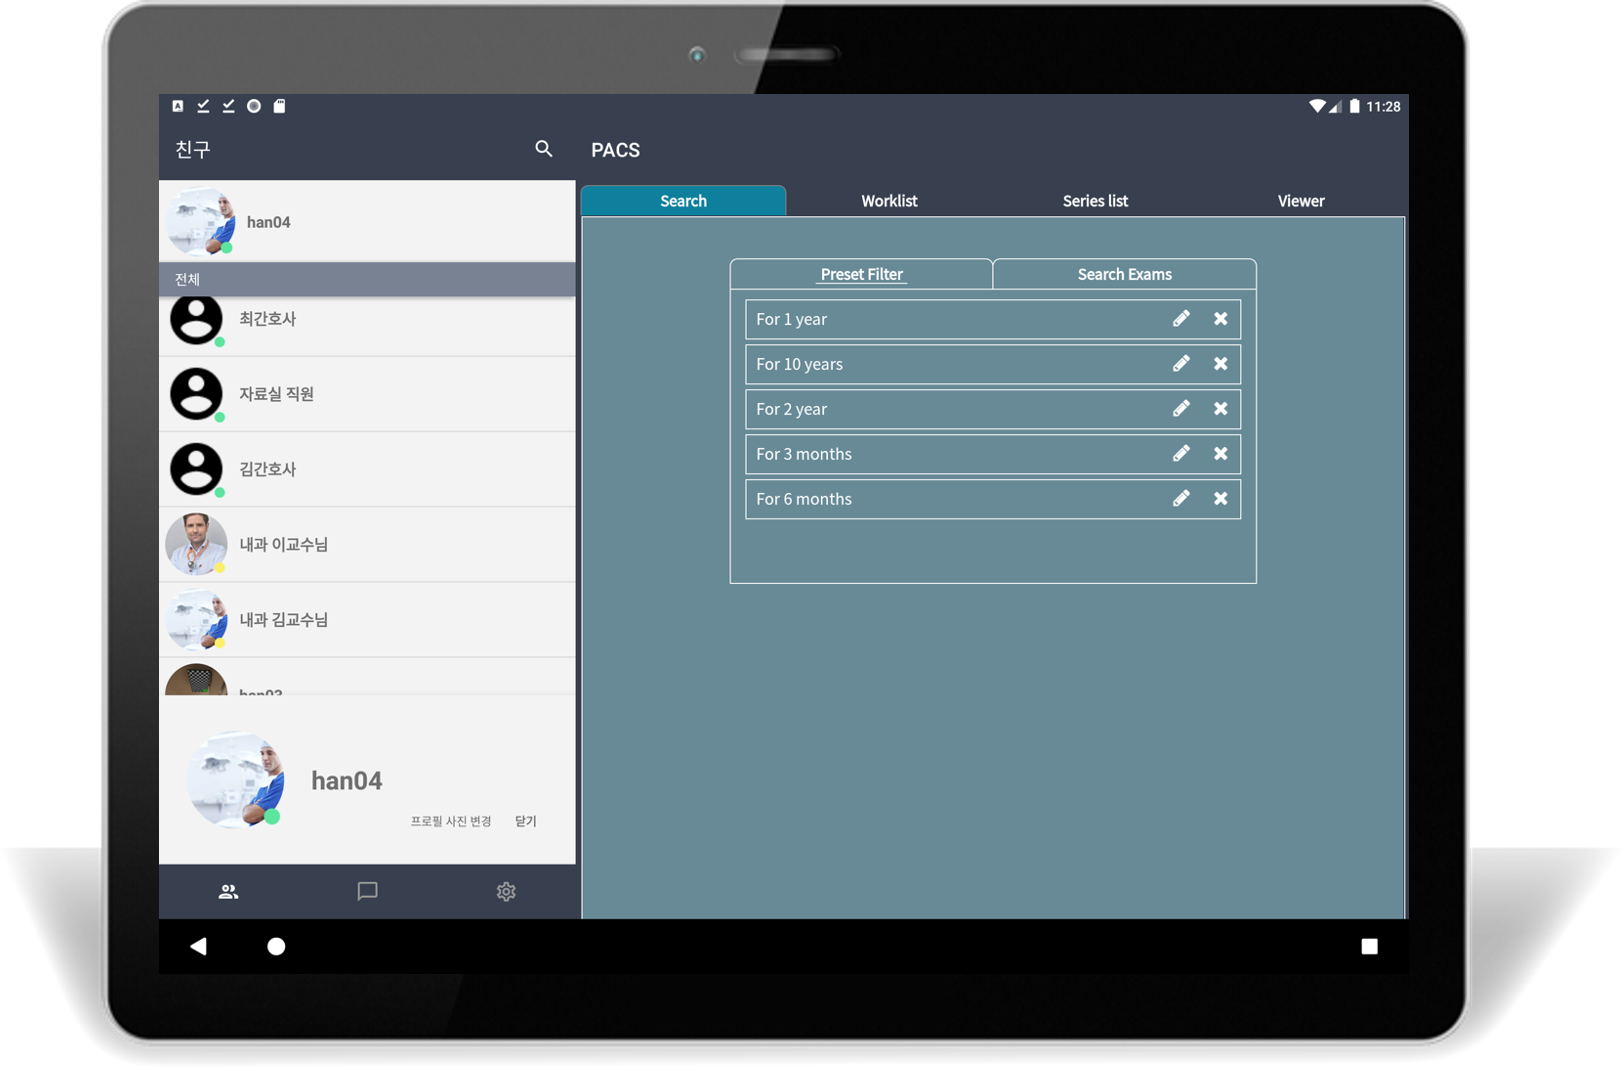 11:28
친구
PACS
Search
Worklist
Series list
Viewer
han04
전체
최간호사
자료실 직원
김간호사
내과 이교수님
내과 김교수님
han03
han04
프로필 사진 변경
닫기
Preset Filter
Search Exams
For 1 year
For 10 years
For 2 year
For 3 months
For 6 months